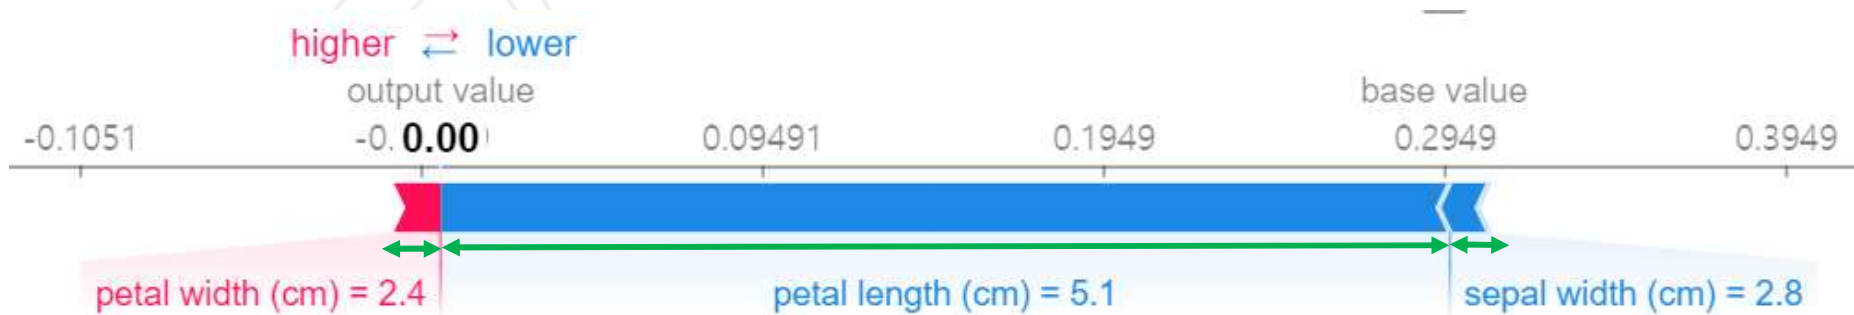 higher ⇄ lower
output value base value
-0.1051 -0. 0.00 0.09491 0.1949 0.2949 0.3949
petal width (cm) = 2.4 petal length (cm) = 5.1 sepal width (cm) = 2.8